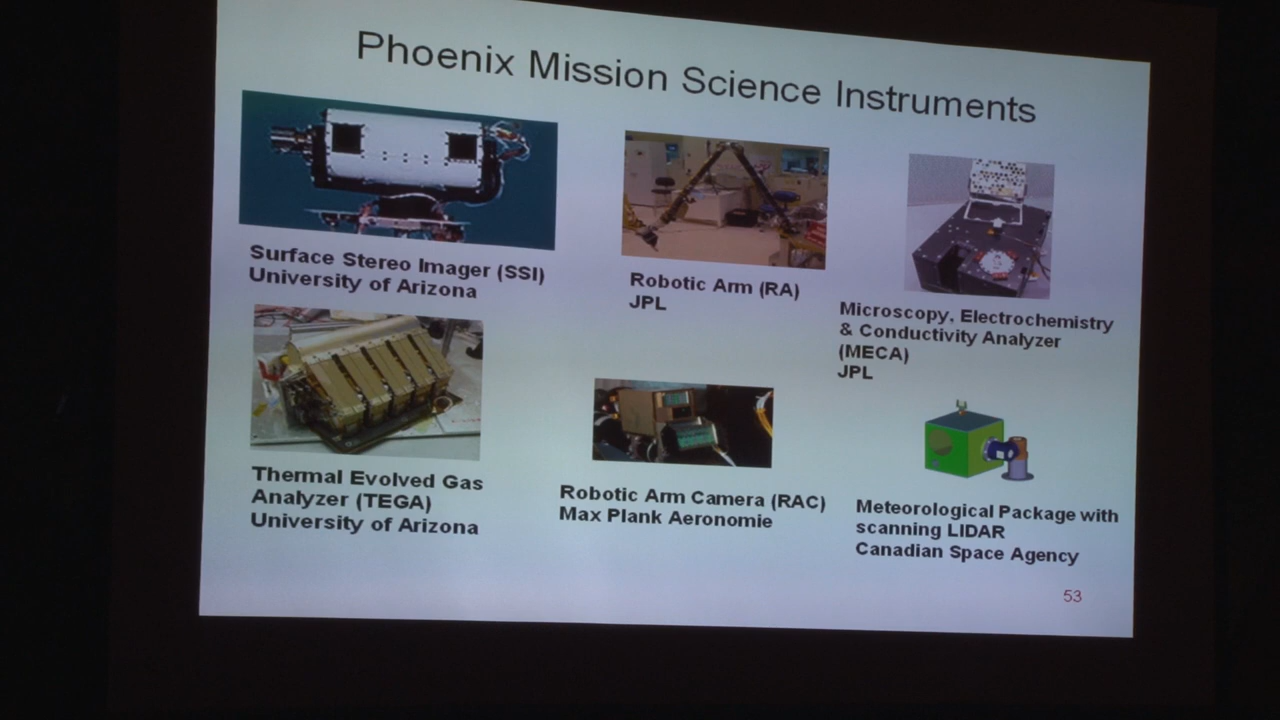 Phoenix Mission Science Instruments
Surface Stereo Imager (SSI)
University of Arizona
Robotic Arm (RA)
JPL
Microscopy, Electrochemistry
& Conductivity Analyzer
(MECA)
JPL
Thermal Evolved Gas
Analyzer (TEGA)
University of Arizona
Robotic Arm Camera (RAC)
Max Plank Aeronomie
Meteorological Package with
scanning LIDAR
Canadian Space Agency
53